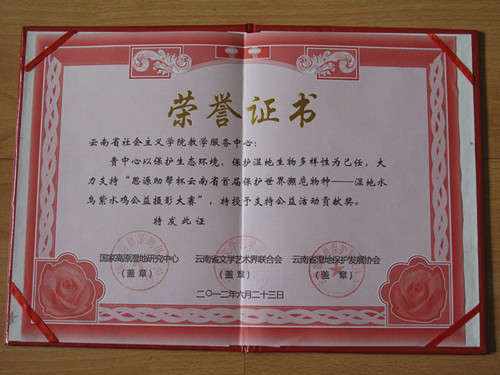 荣誉证书
云南省社会主义学院教学服务中心：
贵中心以保护生态环境，保护湿地生物多样性为己任，大
力支持“思源助帮杯云南省首届保护世界濒危物种——湿地水
鸟紫水鸡公益摄影大赛”，特授予支持公益活动贡献奖。
特发此证
国家高原湿地研究中心 云南省文学艺术界联合会 云南省湿地保护发展协会
（盖 章） （盖 章） （盖 章）
二〇一二年六月二十三日